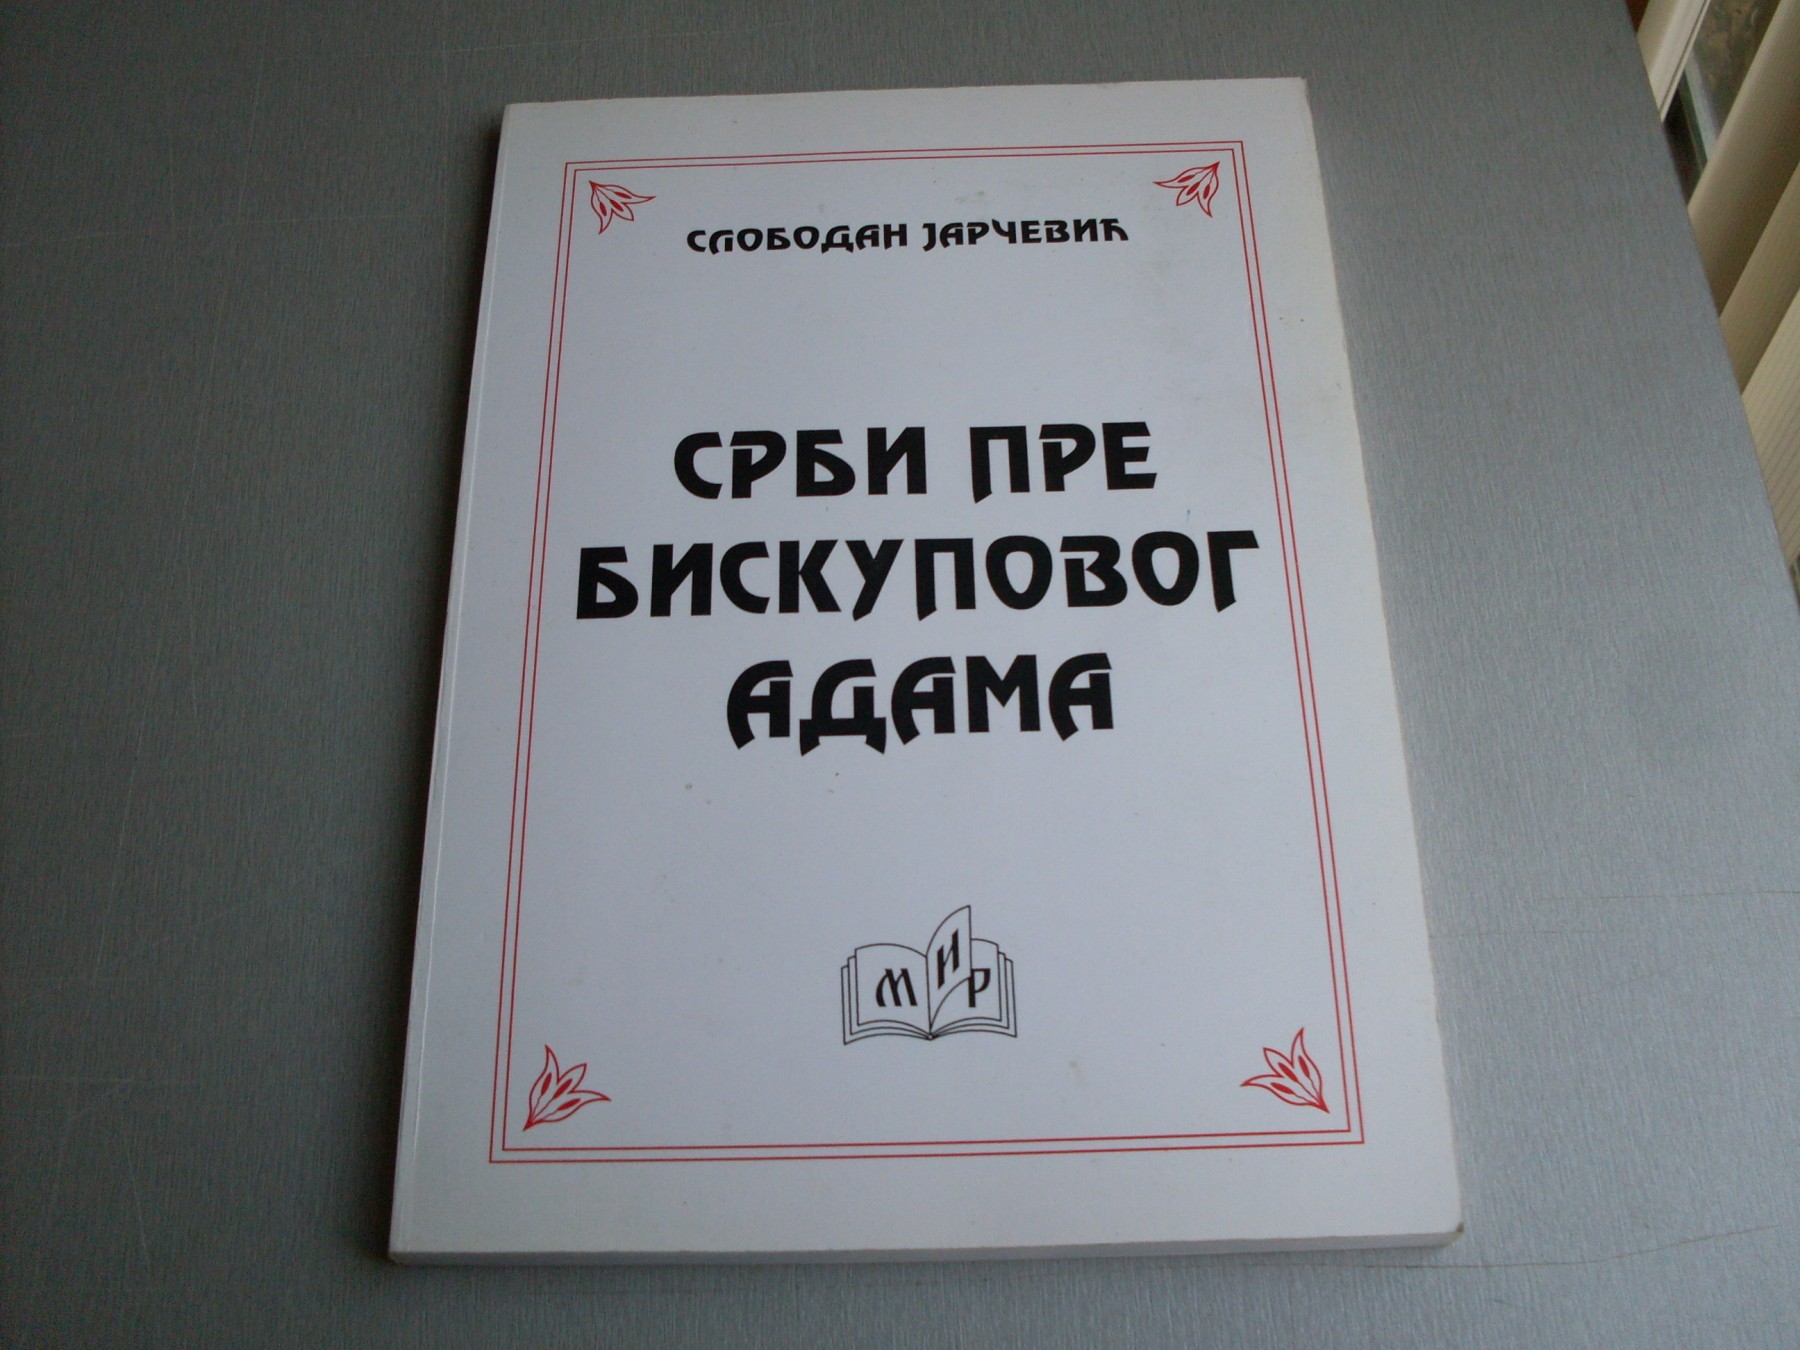 СЛОБОДАН ЈАРЧЕВИЋ
СРБИ ПРЕ
БИСКУПОВОГ
АДАМА
МИР